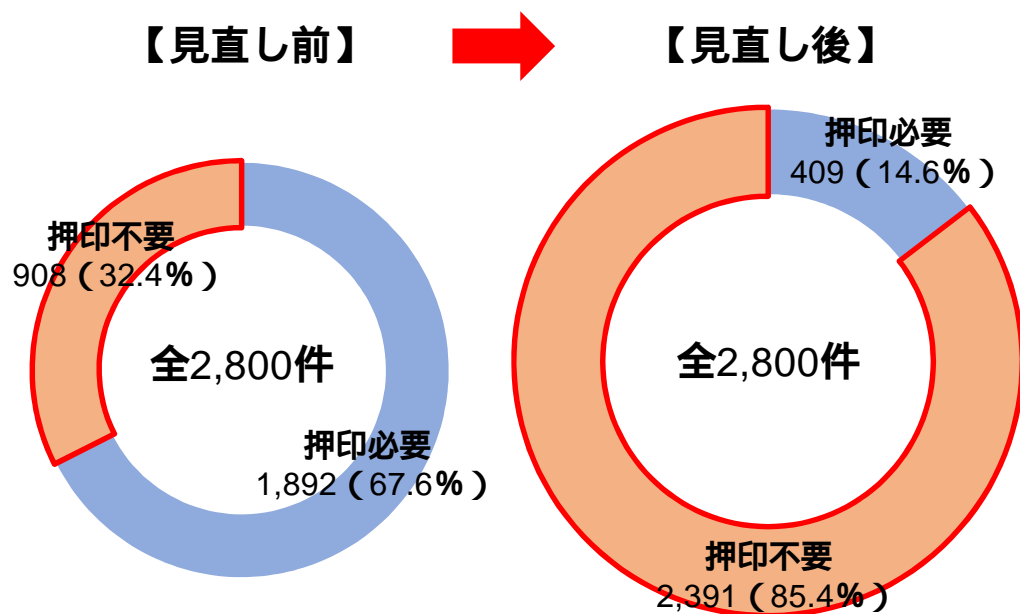 【見直し前】
【見直し後】
押印不要
908（32.4%）
全2,800件
押印必要
1,892（67.6%）
押印必要
409（14.6%）
全2,800件
押印不要
2,391（85.4%）